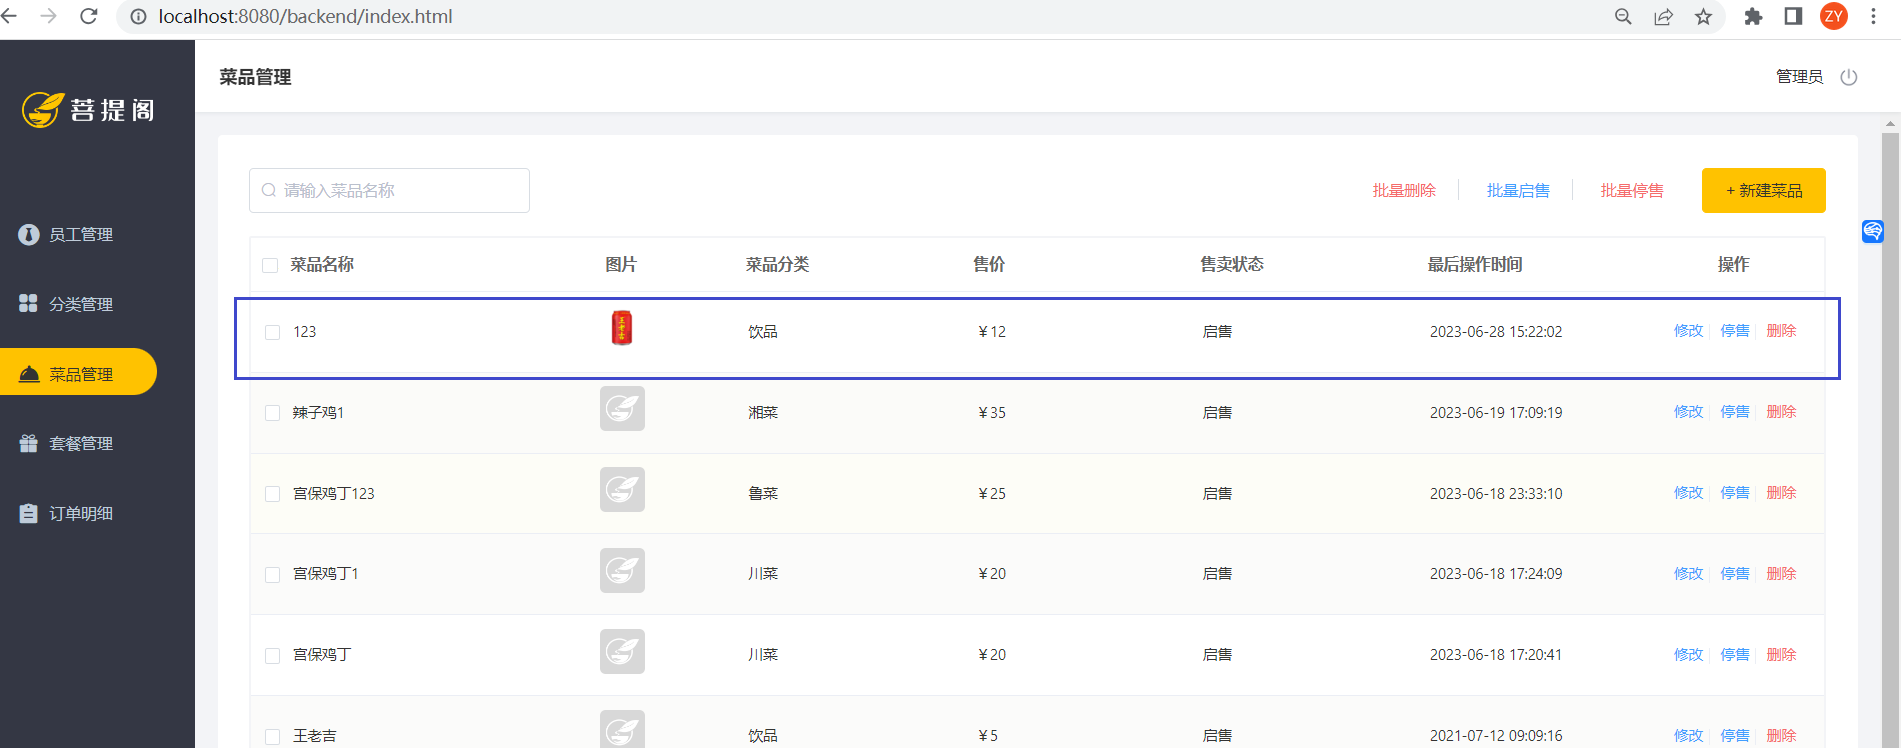 localhost:8080/backend/index.html
ZY
菩提阁
菜品管理
管理员
员工管理
分类管理
菜品管理
套餐管理
订单明细
请输入菜品名称
批量删除 批量启售 批量停售 + 新建菜品
菜品名称 图片 菜品分类 售价 售卖状态 最后操作时间 操作
123 王老吉 饮品 ¥12 启售 2023-06-28 15:22:02 修改 停售 删除
辣子鸡1 湘菜 ¥35 启售 2023-06-19 17:09:19 修改 停售 删除
宫保鸡丁123 鲁菜 ¥25 启售 2023-06-18 23:33:10 修改 停售 删除
宫保鸡丁1 川菜 ¥20 启售 2023-06-18 17:24:09 修改 停售 删除
宫保鸡丁 川菜 ¥20 启售 2023-06-18 17:20:41 修改 停售 删除
王老吉 饮品 ¥5 启售 2021-07-12 09:09:16 修改 停售 删除